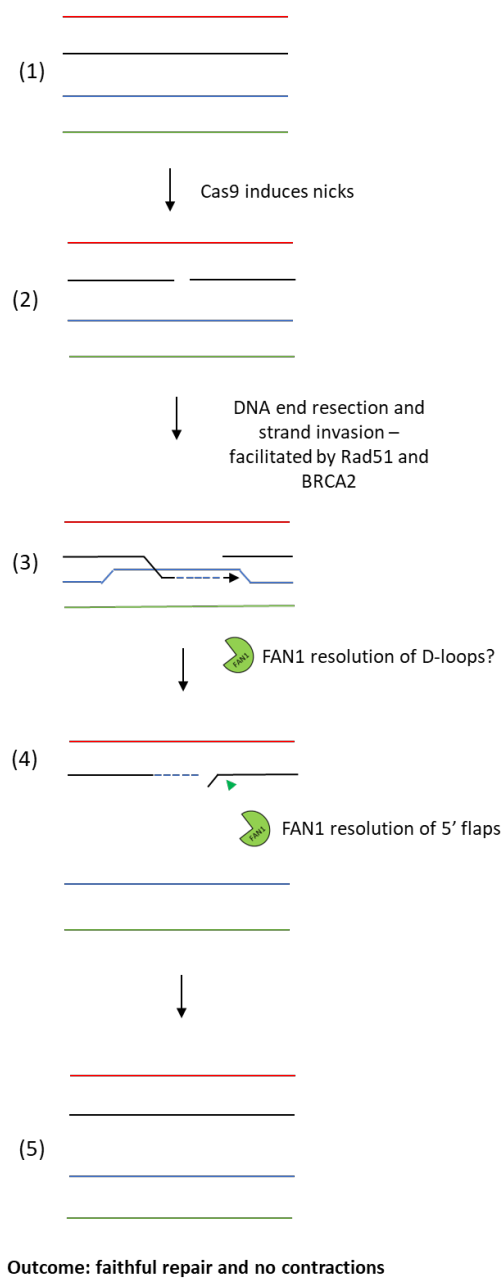 (1)
Cas9 induces nicks
(2)
DNA end resection and
strand invasion –
facilitated by Rad51 and
BRCA2
(3)
FAN1
FAN1 resolution of D-loops?
(4)
FAN1
FAN1 resolution of 5’ flaps
(5)
Outcome: faithful repair and no contractions